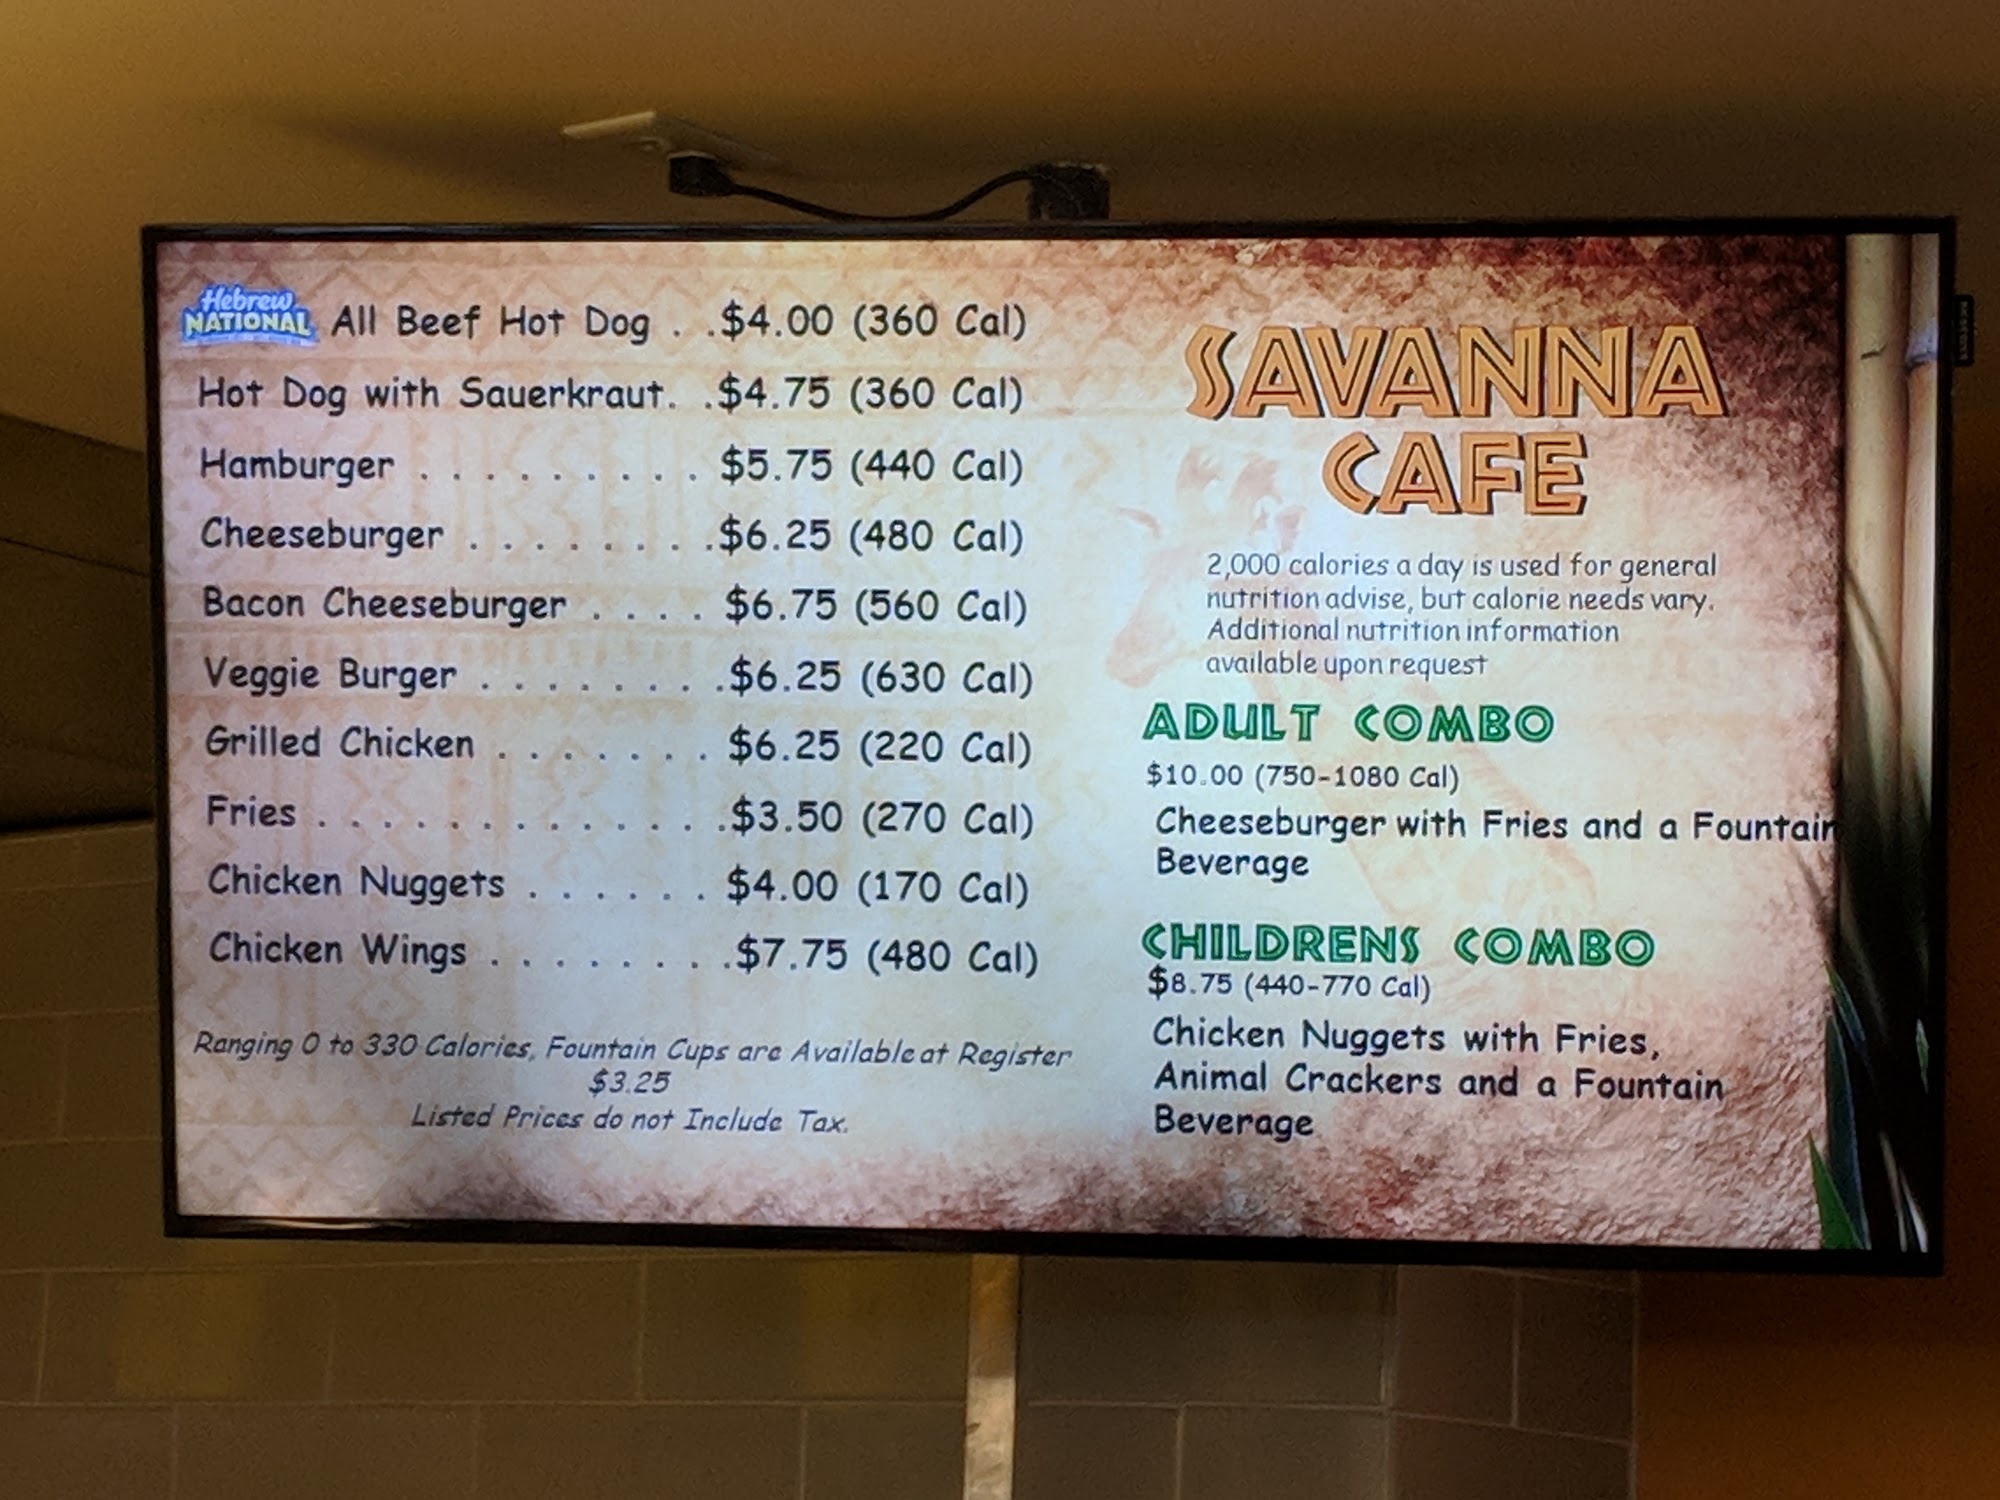 Hebrew
NATIONAL
All Beef Hot Dog . .$4.00 (360 Cal)
Hot Dog with Sauerkraut. .$4.75 (360 Cal)
Hamburger . . . . . . . . . . $5.75 (440 Cal)
Cheeseburger . . . . . . . .$6.25 (480 Cal)
Bacon Cheeseburger . . . . $6.75 (560 Cal)
Veggie Burger . . . . . . . .$6.25 (630 Cal)
Grilled Chicken . . . . . . . $6.25 (220 Cal)
Fries . . . . . . . . . . . . . .$3.50 (270 Cal)
Chicken Nuggets . . . . . . $4.00 (170 Cal)
Chicken Wings . . . . . . . .$7.75 (480 Cal)
Ranging 0 to 330 Calories, Fountain Cups are Available at Register
$3.25
Listed Prices do not Include Tax.
SAVANNA
CAFE
2,000 calories a day is used for general
nutrition advise, but calorie needs vary.
Additional nutrition information
available upon request
ADULT COMBO
$10.00 (750-1080 Cal)
Cheeseburger with Fries and a Fountain
Beverage
CHILDRENS COMBO
$8.75 (440-770 Cal)
Chicken Nuggets with Fries,
Animal Crackers and a Fountain
Beverage